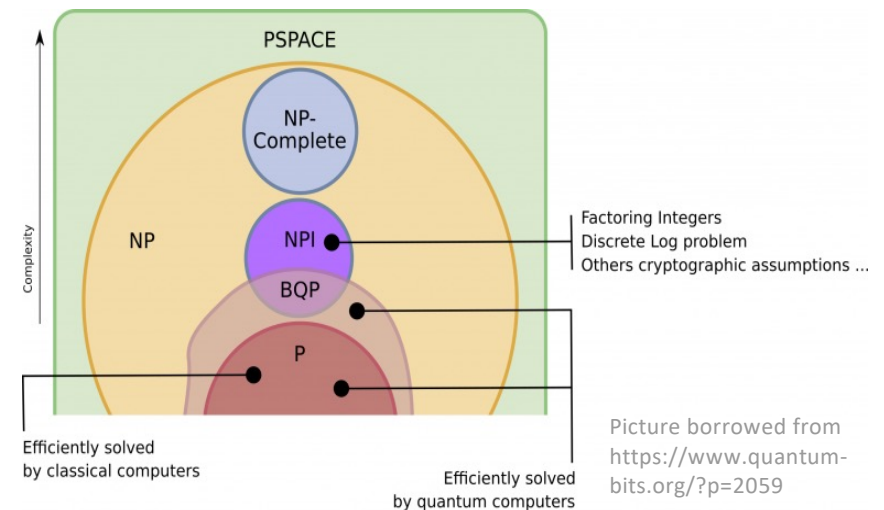 PSPACE
NP-
Complete
Complexity
NP
NPI
BQP
P
Factoring Integers
Discrete Log problem
Others cryptographic assumptions ...
Efficiently solved
by classical computers
Efficiently solved
by quantum computers
Picture borrowed from
https://www.quantum-
bits.org/?p=2059